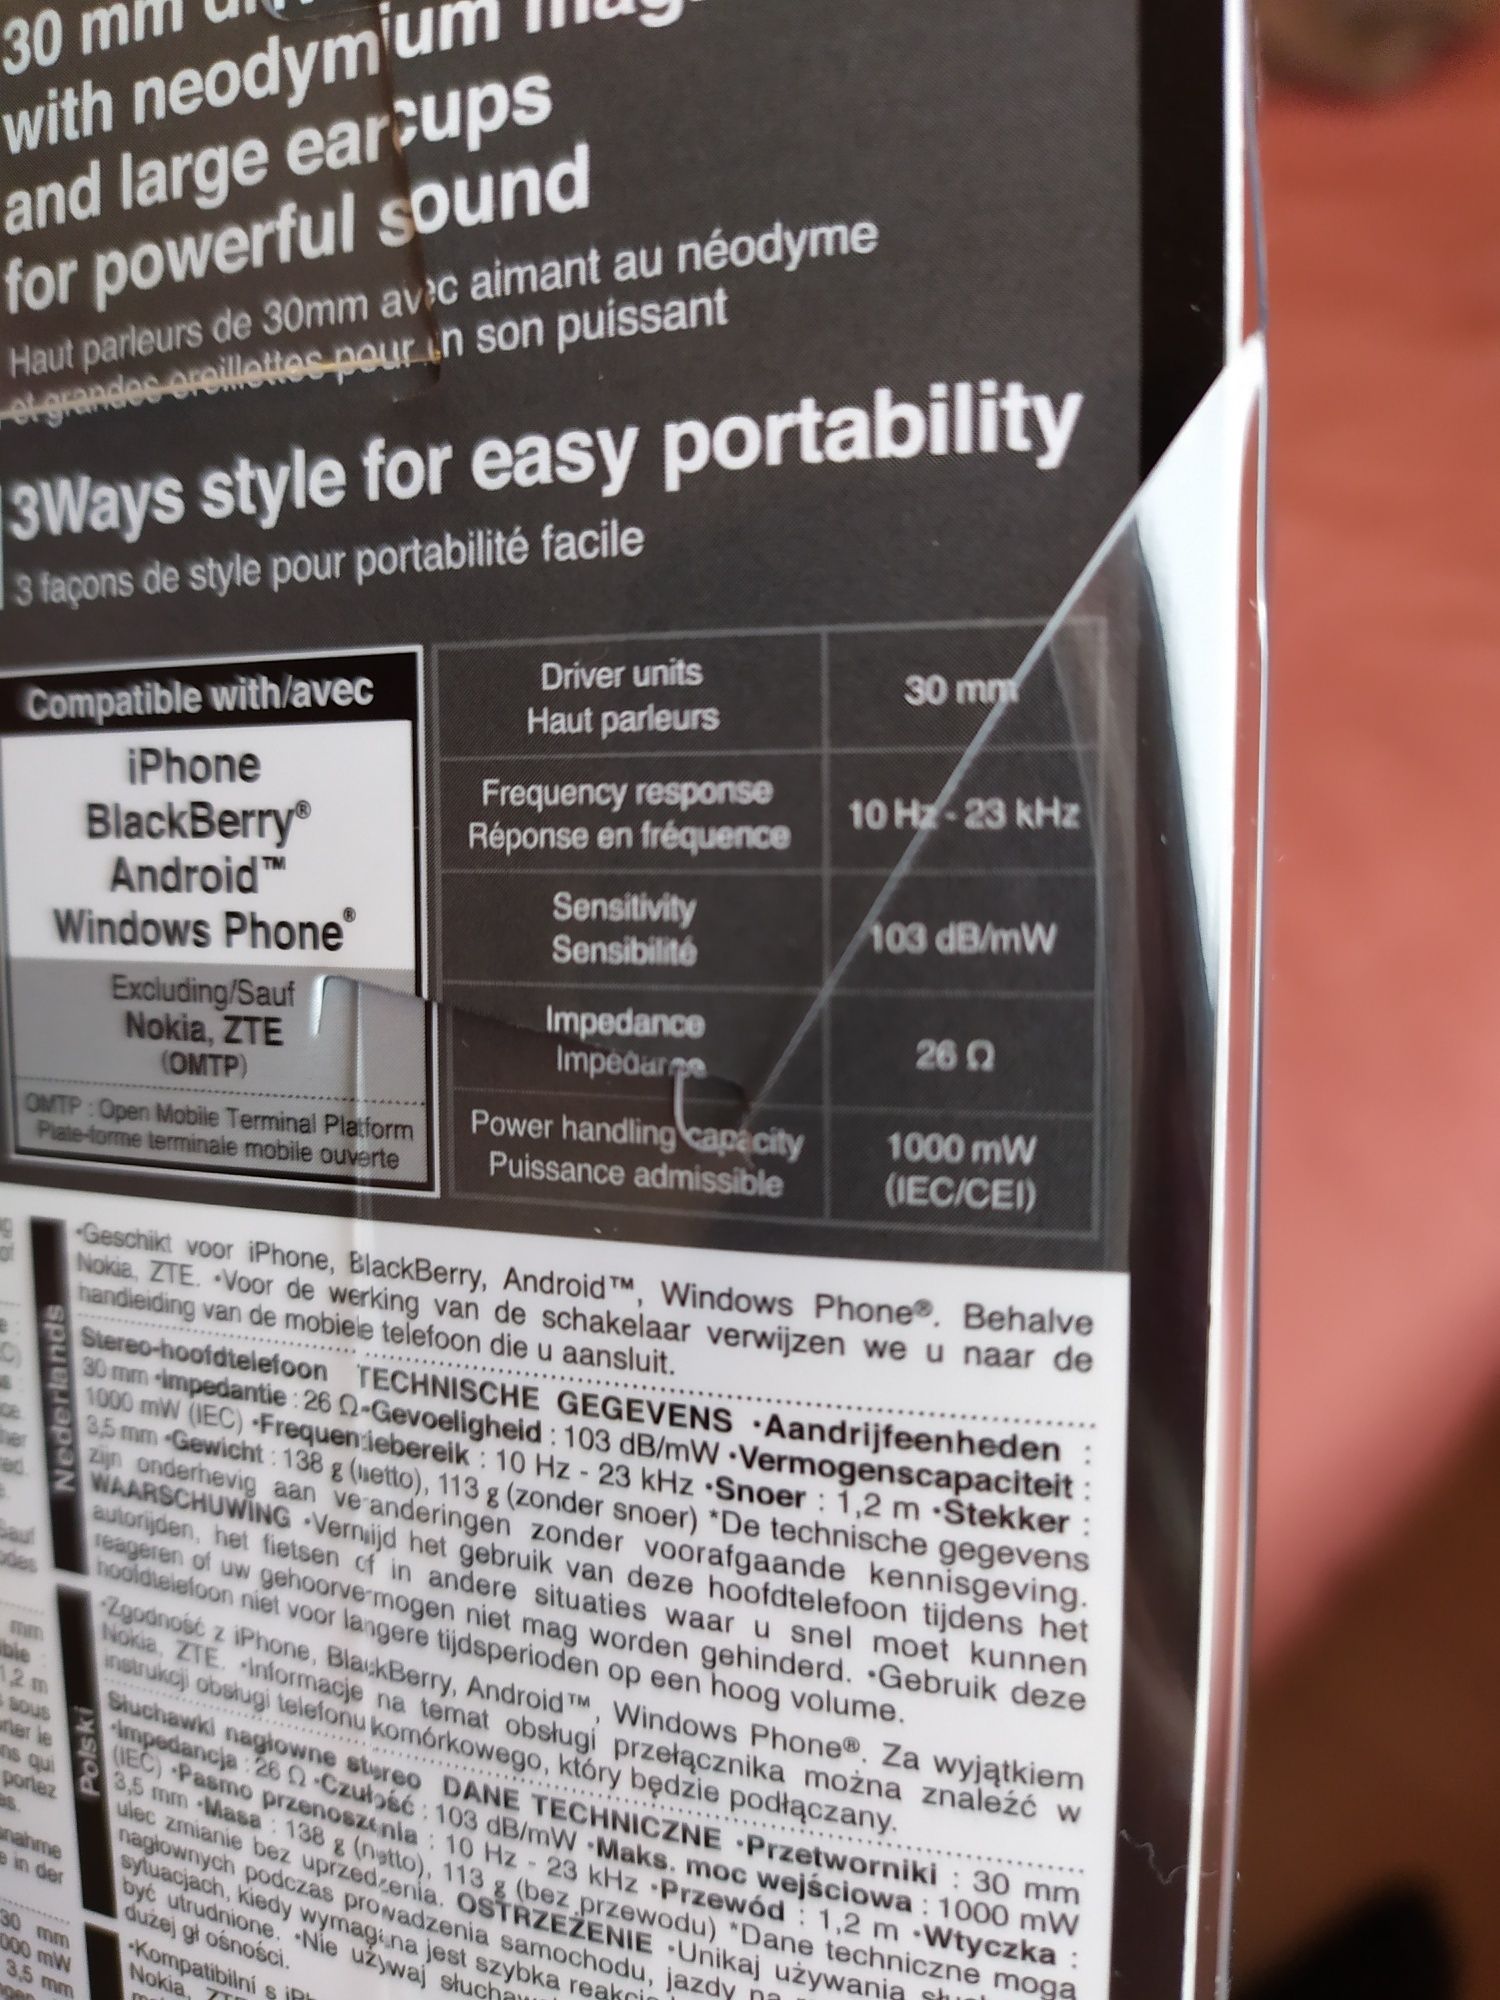 30 mm
with neodymium
and large earcups
for powerful sound
Haut parleurs de 30mm avec aimant au néodyme
et grandes oreillettes pour un son puissant
3Ways style for easy portability
3 façons de style pour portabilité facile
Compatible with/avec
iPhone
BlackBerry®
Android™
Windows Phone®
Excluding/Sauf
Nokia, ZTE
(OMTP)
OMTP : Open Mobile Terminal Platform
Plate-forme terminale mobile ouverte
Driver units
Haut parleurs
30 mm
Frequency response
Réponse en fréquence
10 Hz - 23 kHz
Sensitivity
Sensibilité
103 dB/mW
Impedance
Impédance
26 Ω
Power handling capacity
Puissance admissible
1000 mW
(IEC/CEI)
Nederlands
•Geschikt voor iPhone, BlackBerry, Android™, Windows Phone®. Behalve
Nokia, ZTE. •Voor de werking van de schakelaar verwijzen we u naar de
handleiding van de mobiele telefoon die u aansluit.
Stereo-hoofdtelefoon TECHNISCHE GEGEVENS •Aandrijfeenheden :
30 mm •Impedantie : 26 Ω •Gevoeligheid : 103 dB/mW •Vermogenscapaciteit :
1000 mW (IEC) •Frequentiebereik : 10 Hz - 23 kHz •Snoer : 1,2 m •Stekker :
3,5 mm •Gewicht : 138 g (netto), 113 g (zonder snoer) *De technische gegevens
zijn onderhevig aan veranderingen zonder voorafgaande kennisgeving.
WAARSCHUWING •Vermijd het gebruik van deze hoofdtelefoon tijdens het
autorijden, het fietsen of in andere situaties waar u snel moet kunnen
reageren of uw gehoorvermogen niet mag worden gehinderd. •Gebruik deze
hoofdtelefoon niet voor langere tijdsperioden op een hoog volume.
Polski
•Zgodność z iPhone, BlackBerry, Android™, Windows Phone®. Za wyjątkiem
Nokia, ZTE. •Informacje na temat obsługi przełącznika można znaleźć w
instrukcji obsługi telefonu komórkowego, który będzie podłączany.
Słuchawki nagłowne stereo DANE TECHNICZNE •Przetworniki : 30 mm
•Impedancja : 26 Ω •Czułość : 103 dB/mW •Maks. moc wejściowa : 1000 mW
(IEC) •Pasmo przenoszenia : 10 Hz - 23 kHz •Przewód : 1,2 m •Wtyczka :
3,5 mm •Masa : 138 g (netto), 113 g (bez przewodu) *Dane techniczne mogą
ulec zmianie bez uprzedzenia. OSTRZEŻENIE •Unikaj używania
nagłownych podczas prowadzenia samochodu, jazdy na
sytuacjach, kiedy wymagana jest szybka
być utrudnione. •Nie używaj
dużej gł ośności.
•Kompatibilní s
Nokia,